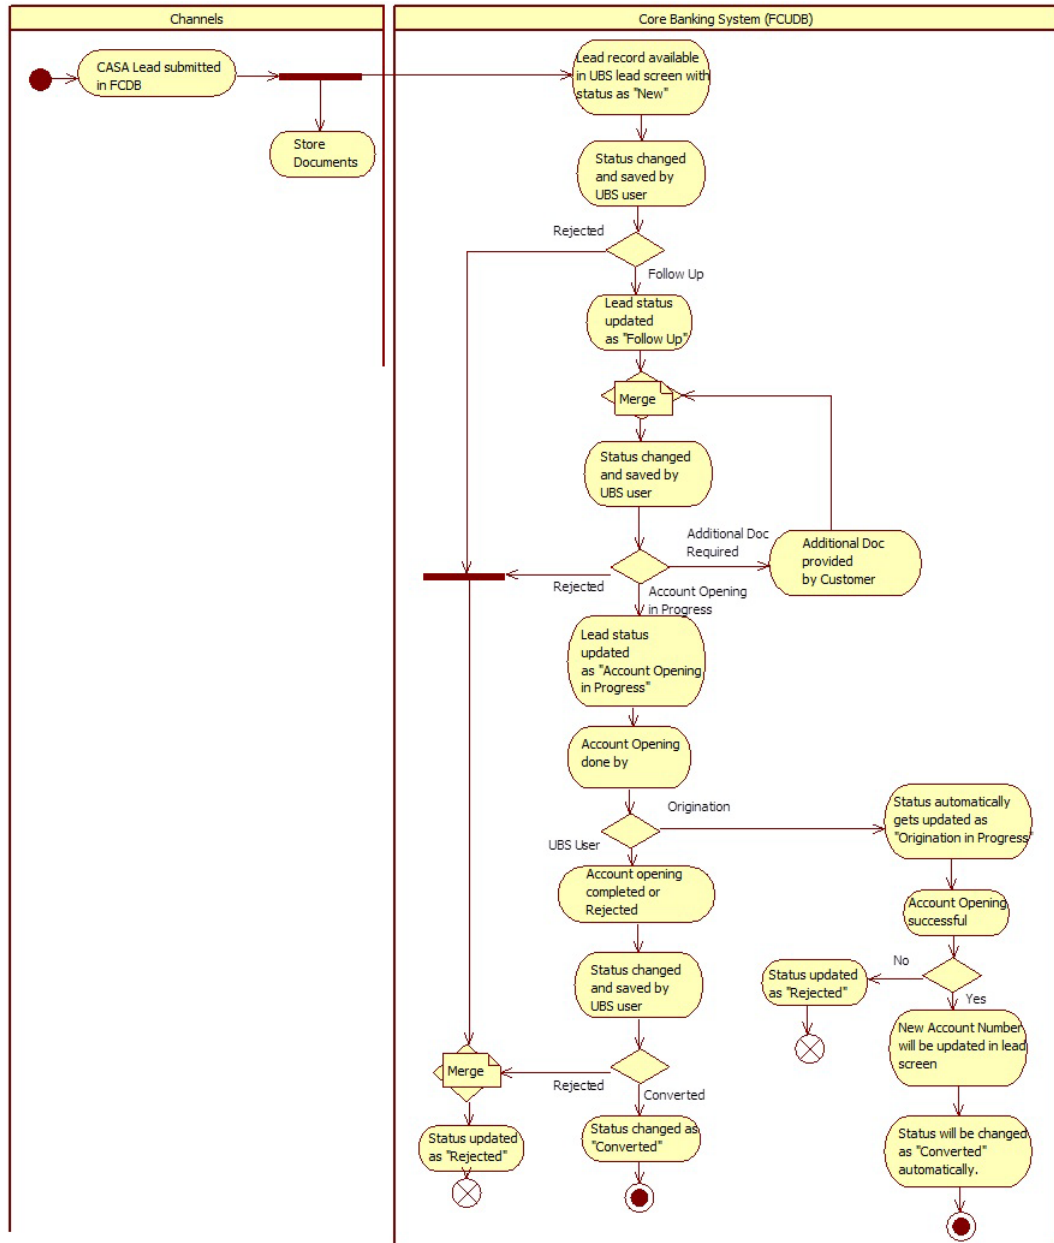 Channels
Core Banking System (FCUDB)
CASA Lead submitted
in FCDB
Lead record available
in UBS lead screen with
status as "New"
Store
Documents
Status changed
and saved by
UBS user
Rejected
Follow Up
Lead status
updated
as "Follow Up"
Merge
Status changed
and saved by
UBS user
Additional Doc
Required
Additional Doc
provided
by Customer
Rejected
Account Opening
in Progress
Lead status
updated
as "Account Opening
in Progress"
Account Opening
done by
Origination
Status automatically
gets updated as
"Origination in Progress"
UBS User
Account opening
completed or
Rejected
Account Opening
successful
Status changed
and saved by
UBS user
No
Status updated
as "Rejected"
Yes
New Account Number
will be updated in lead
screen
Merge
Rejected
Converted
Status updated
as "Rejected"
Status changed as
"Converted"
Status will be changed
as "Converted"
automatically.